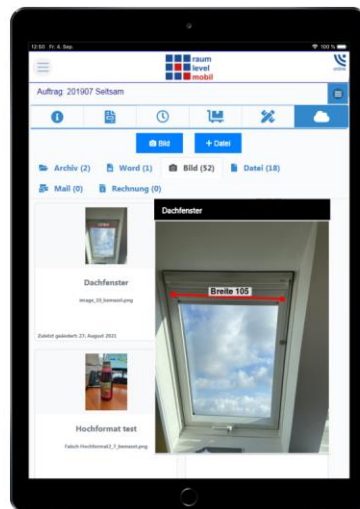 12:50 Fr. 4. Sep.
100 %
raum
level
mobil
Auftrag: 201907 Seltsam
Bild
+ Datei
Archiv (2)
Word (1)
Bild (52)
Datei (18)
Mail (0)
Rechnung (0)
Dachfenster
Breite 105
Dachfenster
Zuletzt geändert: 27. August 2021
Hochformat test